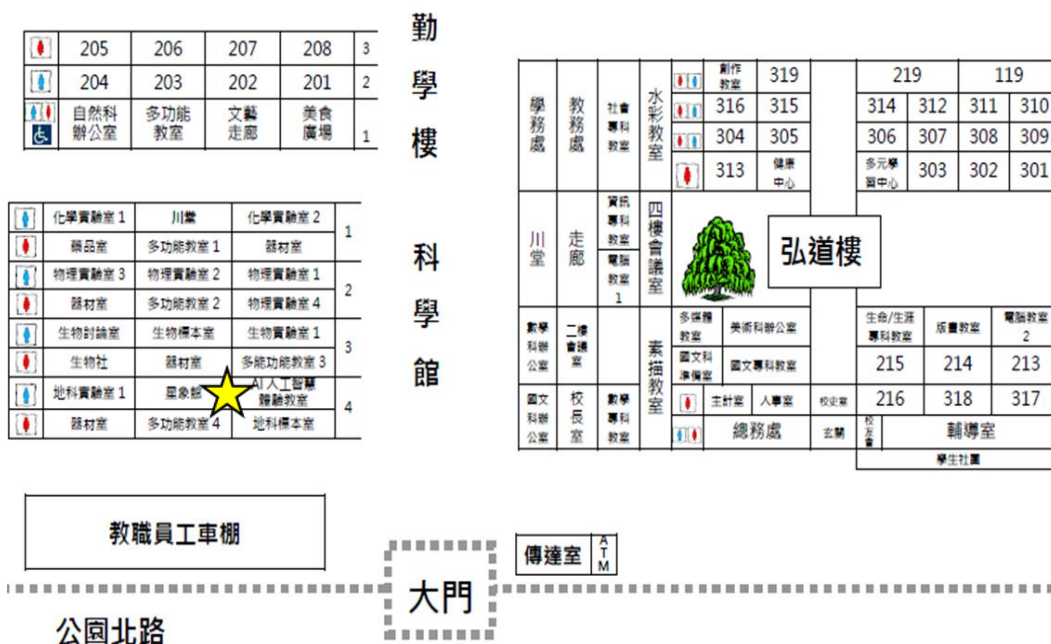 勤學樓
205 206 207 208 3
204 203 202 201 2
自然科辦公室 多功能教室 文藝走廊 美食廣場 1
科學館
化學實驗室 1 川堂 化學實驗室 2 1
藥品室 多功能教室 1 器材室
物理實驗室 3 物理實驗室 2 物理實驗室 1 2
器材室 多功能教室 2 物理實驗室 4
生物討論室 生物標本室 生物實驗室 1 3
生物社 器材室 多能功能教室 3
地科實驗室 1 星象館 AI 人工智慧體驗教室 4
器材室 多功能教室 4 地科標本室
學務處 教務處 社會專科教室 水彩教室
創作教室 319 219 119
316 315 314 312 311 310
304 305 306 307 308 309
313 健康中心 多元學習中心 303 302 301
川堂 走廊 資訊專科教室 四樓會議室
電腦教室 1
弘道樓
數學科辦公室 二樓會議室 素描教室
多媒體教室 美術科辦公室 生命/生涯專科教室 版畫教室 電腦教室 2
國文科準備室 國文專科教室 215 214 213
國文科辦公室 校長室 數學專科教室
主計室 人事室 校史室 216 318 317
總務處 玄關 校友會 輔導室
學生社團
教職員工車棚
傳達室 ATM
大門
公園北路